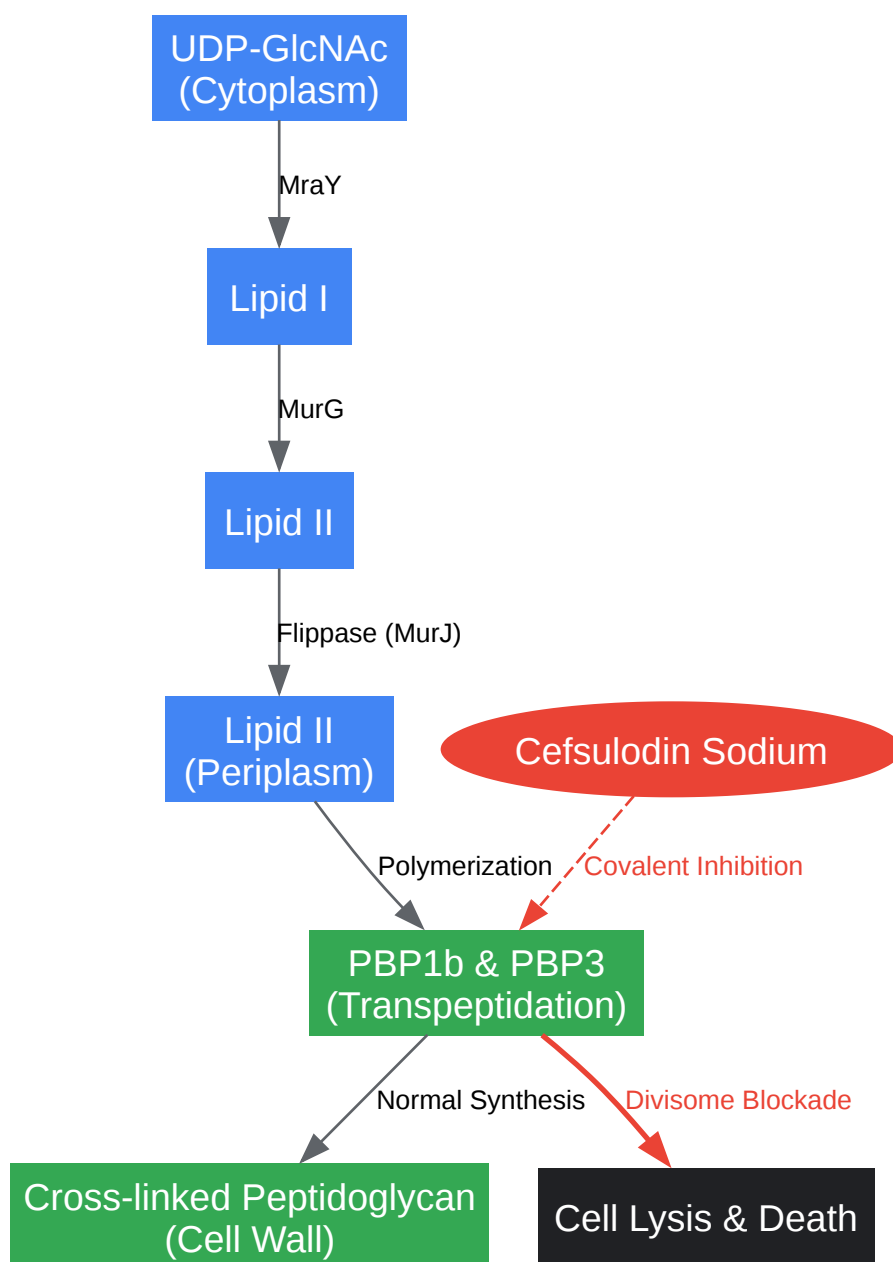 UDP-GlcNAc
(Cytoplasm)
MraY
Lipid I
MurG
Lipid II
Flippase (MurJ)
Lipid II
(Periplasm)
Cefsulodin Sodium
Polymerization
Covalent Inhibition
PBP1b & PBP3
(Transpeptidation)
Normal Synthesis
Divisome Blockade
Cross-linked Peptidoglycan
(Cell Wall)
Cell Lysis & Death